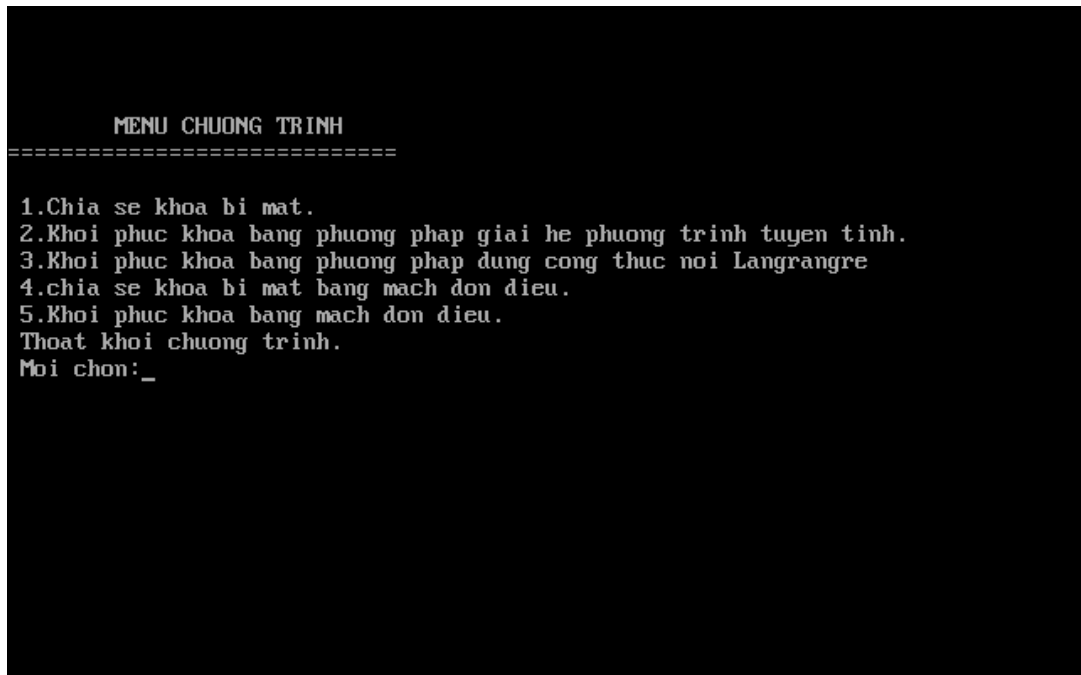 MENU CHUONG TRINH
=============================
1.Chia se khoa bi mat.
2.Khoi phuc khoa bang phuong phap giai he phuong trinh tuyen tinh.
3.Khoi phuc khoa bang phuong phap dung cong thuc noi Langrangre
4.chia se khoa bi mat bang mach don dieu.
5.Khoi phuc khoa bang mach don dieu.
Thoat khoi chuong trinh.
Moi chon:_